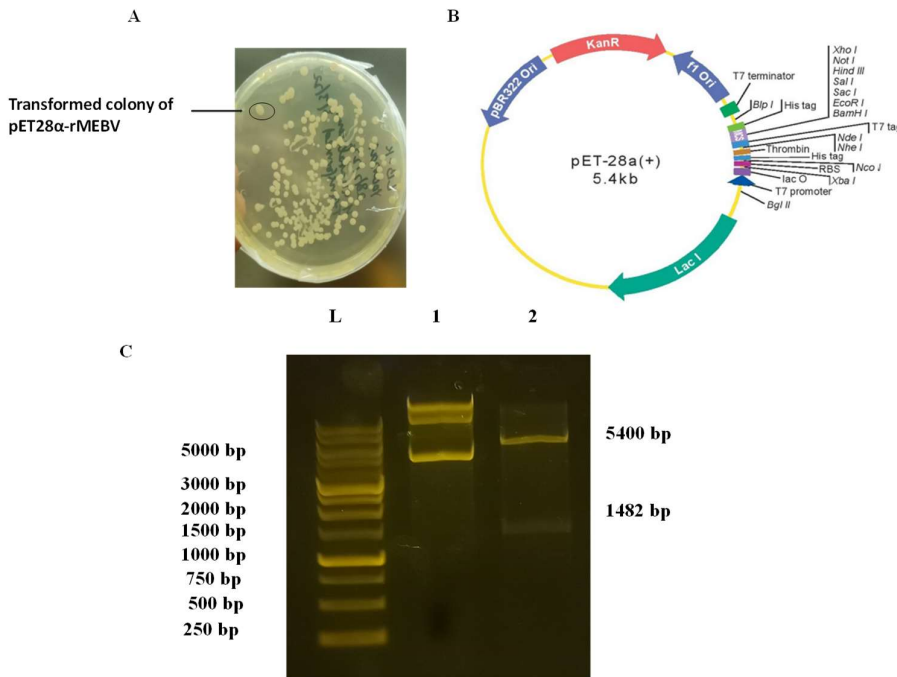 A
B
Transformed colony of
pET28α-rMEBV
pBR322 Ori
KanR
f1 Ori
T7 terminator
Blp I
His tag
Xho I
Not I
Hind III
Sal I
Sac I
EcoR I
BamH I
T7 tag
Nde I
Nhe I
Thrombin
His tag
RBS
Nco I
Xba I
lac O
T7 promoter
Bgl II
Lac I
pET-28a(+)
5.4kb
L
1
2
C
5000 bp
3000 bp
2000 bp
1500 bp
1000 bp
750 bp
500 bp
250 bp
5400 bp
1482 bp